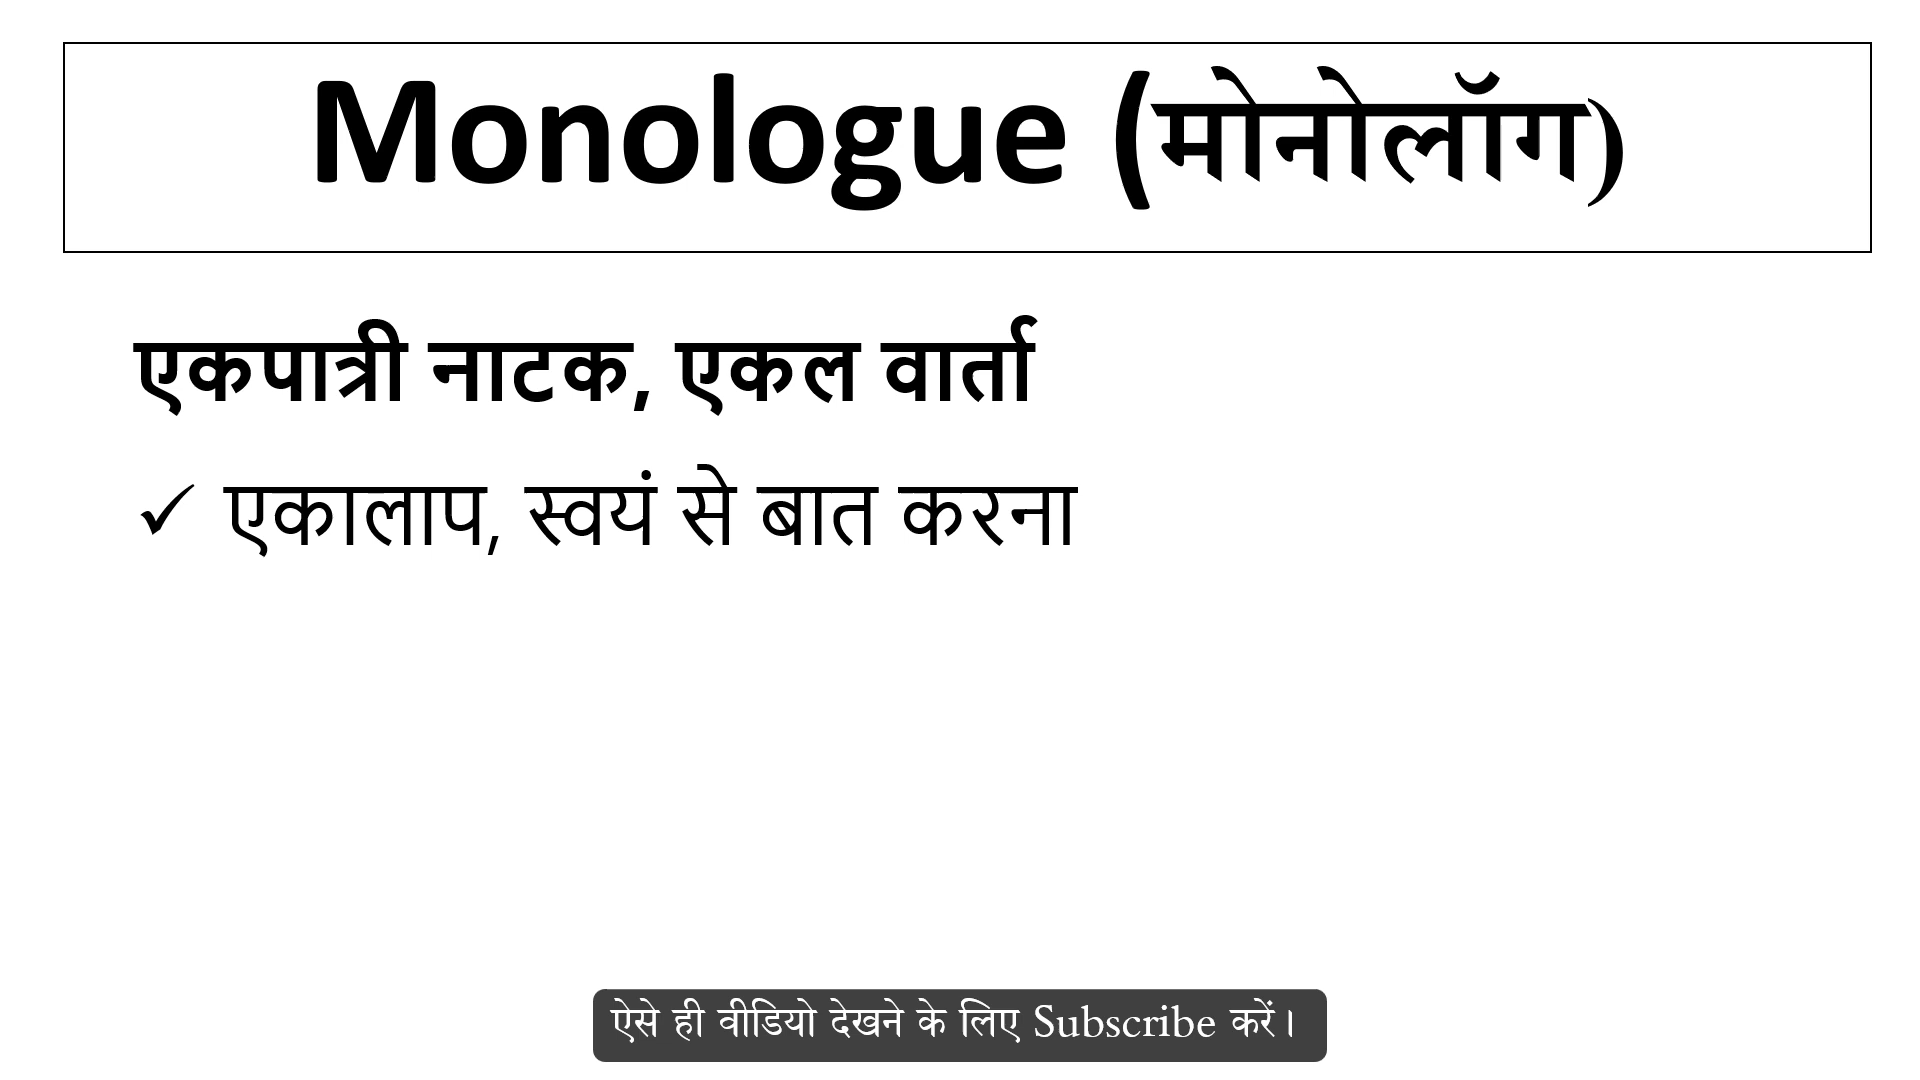 Monologue (मोनोलॉग)
एकपात्री नाटक, एकल वार्ता
✓ एकालाप, स्वयं से बात करना
ऐसे ही वीडियो देखने के लिए Subscribe करें।